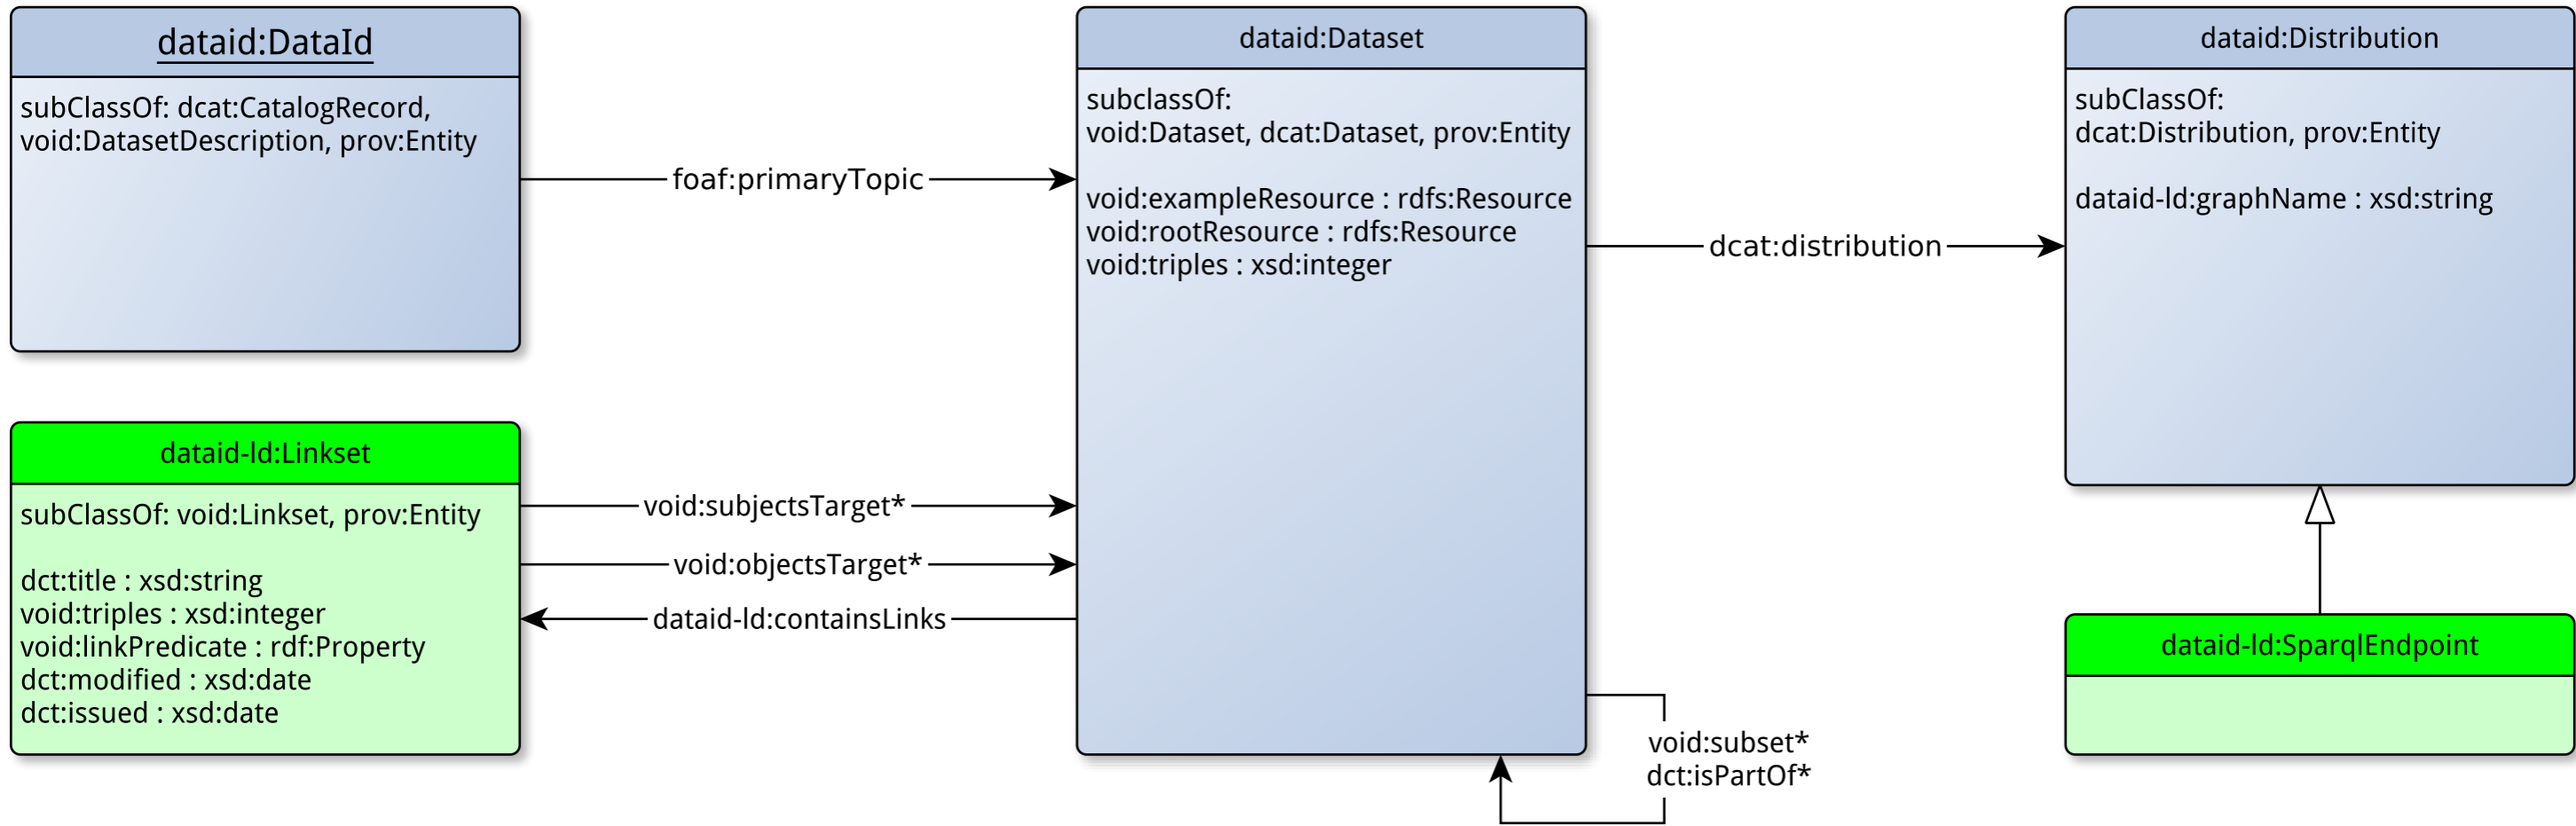 dataid:DataId
subClassOf: dcat:CatalogRecord,
void:DatasetDescription, prov:Entity
foaf:primaryTopic
dataid:Dataset
subclassOf:
void:Dataset, dcat:Dataset, prov:Entity
void:exampleResource : rdfs:Resource
void:rootResource : rdfs:Resource
void:triples : xsd:integer
dcat:distribution
dataid:Distribution
subClassOf:
dcat:Distribution, prov:Entity
dataid-ld:graphName : xsd:string
dataid-ld:Linkset
subClassOf: void:Linkset, prov:Entity
dct:title : xsd:string
void:triples : xsd:integer
void:linkPredicate : rdf:Property
dct:modified : xsd:date
dct:issued : xsd:date
void:subjectsTarget*
void:objectsTarget*
dataid-ld:containsLinks
void:subset*
dct:isPartOf*
dataid-ld:SparqlEndpoint